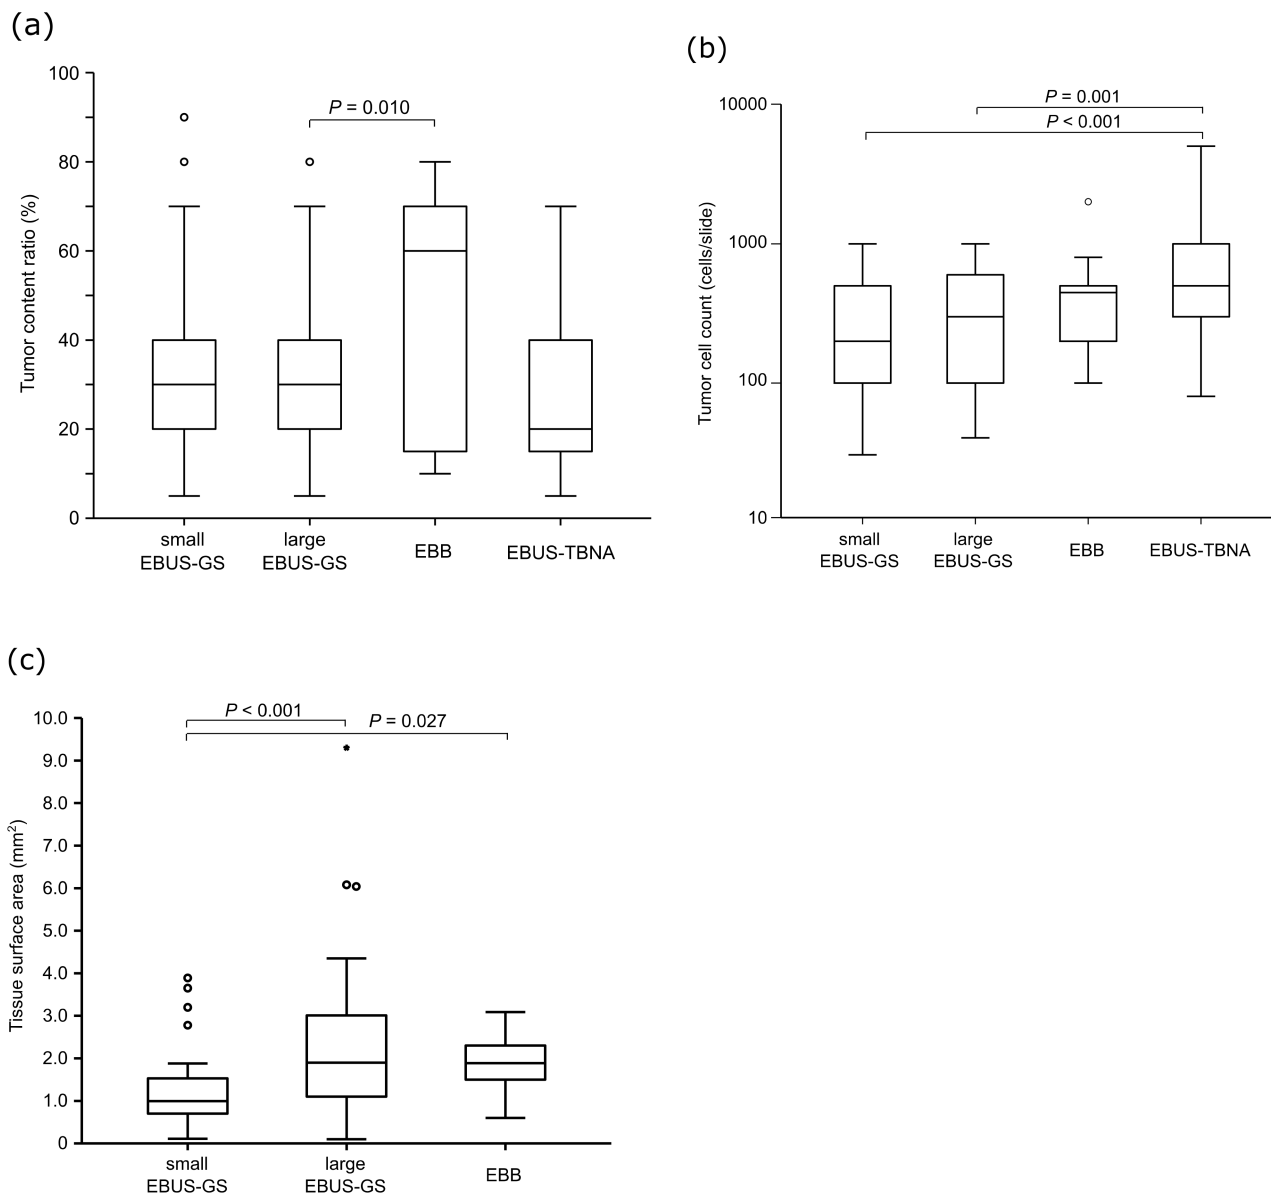 (a)
100
80
60
40
20
0
Tumor content ratio (%)
P = 0.010
small
EBUS-GS
large
EBUS-GS
EBB
EBUS-TBNA
(b)
10000
1000
100
10
Tumor cell count (cells/slide)
P = 0.001
P < 0.001
small
EBUS-GS
large
EBUS-GS
EBB
EBUS-TBNA
(c)
10.0
9.0
8.0
7.0
6.0
5.0
4.0
3.0
2.0
1.0
0
Tissue surface area (mm²)
P < 0.001
P = 0.027
small
EBUS-GS
large
EBUS-GS
EBB